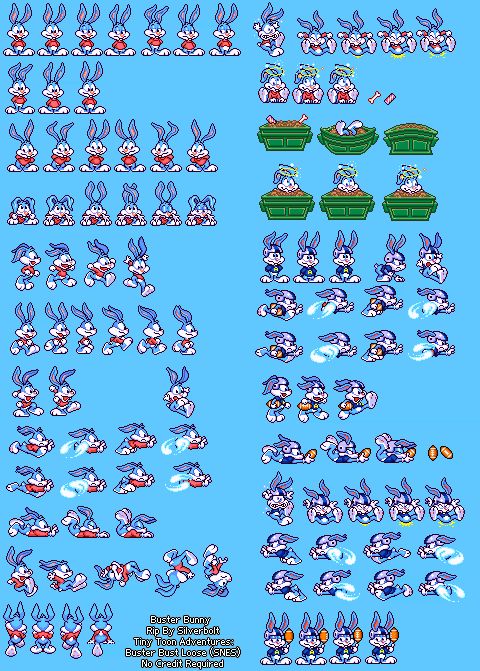 Buster Bunny
Rip By Silverbolt
Tiny Toon Adventures:
Buster Bust Loose (SNES)
No Credit Required